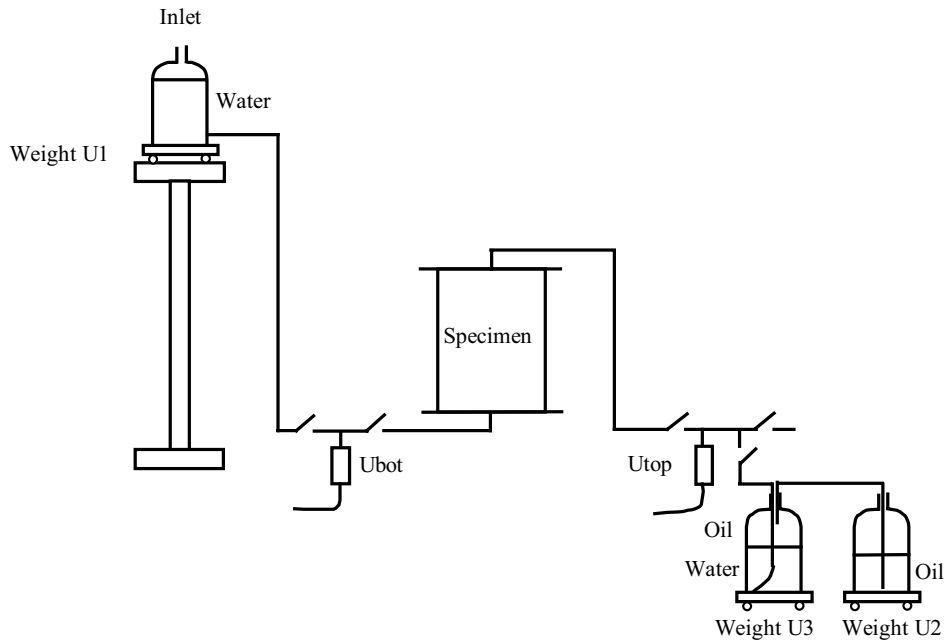 Inlet
Water
Weight U1
Specimen
Ubot
Utop
Oil
Water
Oil
Weight U3
Weight U2